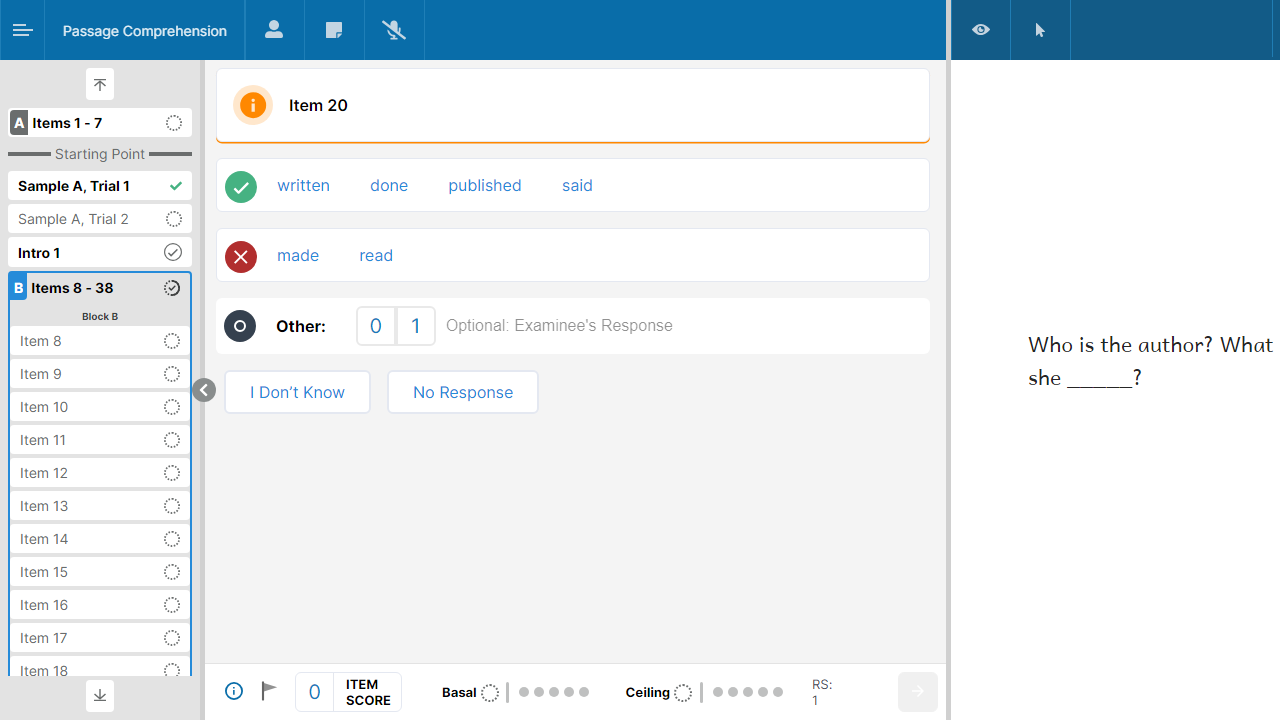 Passage Comprehension
A Items 1 - 7
Starting Point
Sample A, Trial 1
Sample A, Trial 2
Intro 1
B Items 8 - 38
Block B
Item 8
Item 9
Item 10
Item 11
Item 12
Item 13
Item 14
Item 15
Item 16
Item 17
Item 18
Item 20
written done published said
made read
Other: 0 1 Optional: Examinee's Response
I Don’t Know No Response
0 ITEM SCORE
Basal
Ceiling
RS:
1
Who is the author? What
she _____?